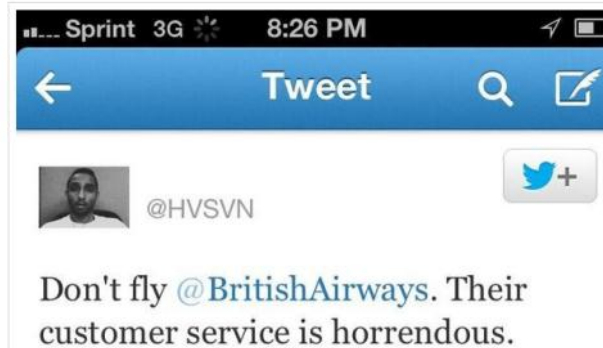 Sprint 3G 8:26 PM
Tweet
@HVSVN
Don't fly @BritishAirways. Their
customer service is horrendous.